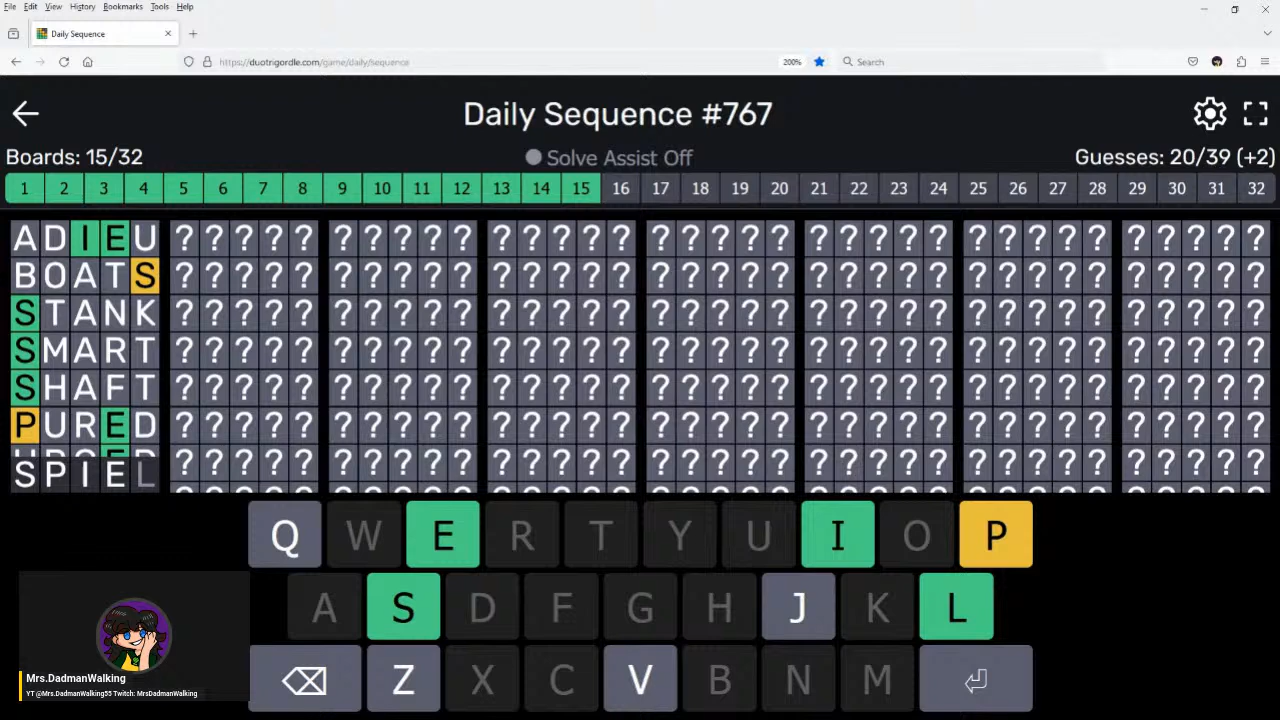 File Edit View History Bookmarks Tools Help
Daily Sequence
https://duotrigordle.com/game/daily/sequence 200% Search
Daily Sequence #767
Boards: 15/32 Solve Assist Off Guesses: 20/39 (+2)
1 2 3 4 5 6 7 8 9 10 11 12 13 14 15 16 17 18 19 20 21 22 23 24 25 26 27 28 29 30 31 32
ADIEU ????? ????? ????? ????? ????? ????? ?????
BOATS ????? ????? ????? ????? ????? ????? ?????
STANK ????? ????? ????? ????? ????? ????? ?????
SMART ????? ????? ????? ????? ????? ????? ?????
SHAFT ????? ????? ????? ????? ????? ????? ?????
PURED ????? ????? ????? ????? ????? ????? ?????
SPIEL ????? ????? ????? ????? ????? ????? ?????
Q W E R T Y U I O P
A S D F G H J K L
Z X C V B N M
Mrs.DadmanWalking
YT @Mrs.DadmanWalking55 Twitch: MrsDadmanWalking